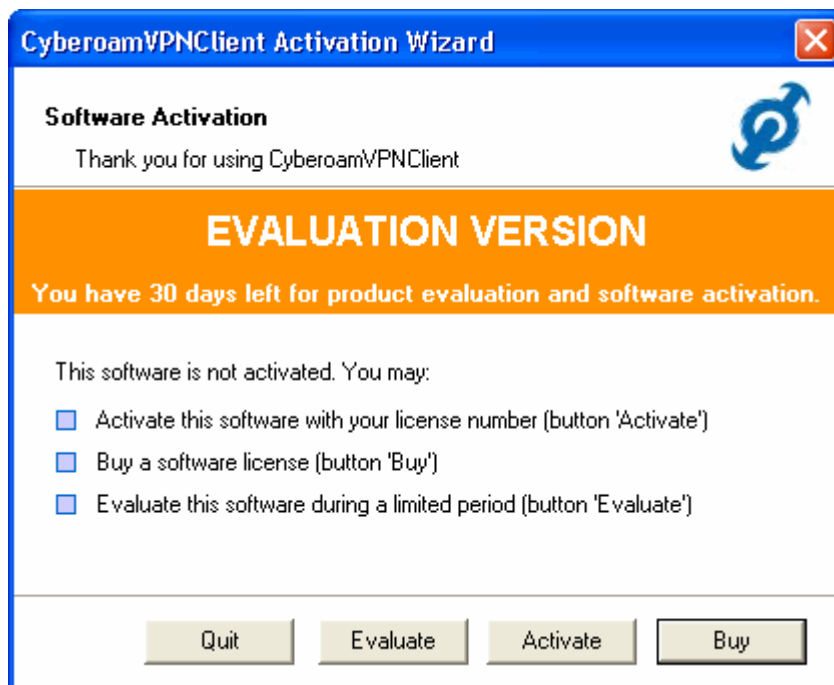 CyberoamVPNClient Activation Wizard
Software Activation
Thank you for using CyberoamVPNClient
EVALUATION VERSION
You have 30 days left for product evaluation and software activation.
This software is not activated. You may:
Activate this software with your license number (button 'Activate')
Buy a software license (button 'Buy')
Evaluate this software during a limited period (button 'Evaluate')
Quit Evaluate Activate Buy